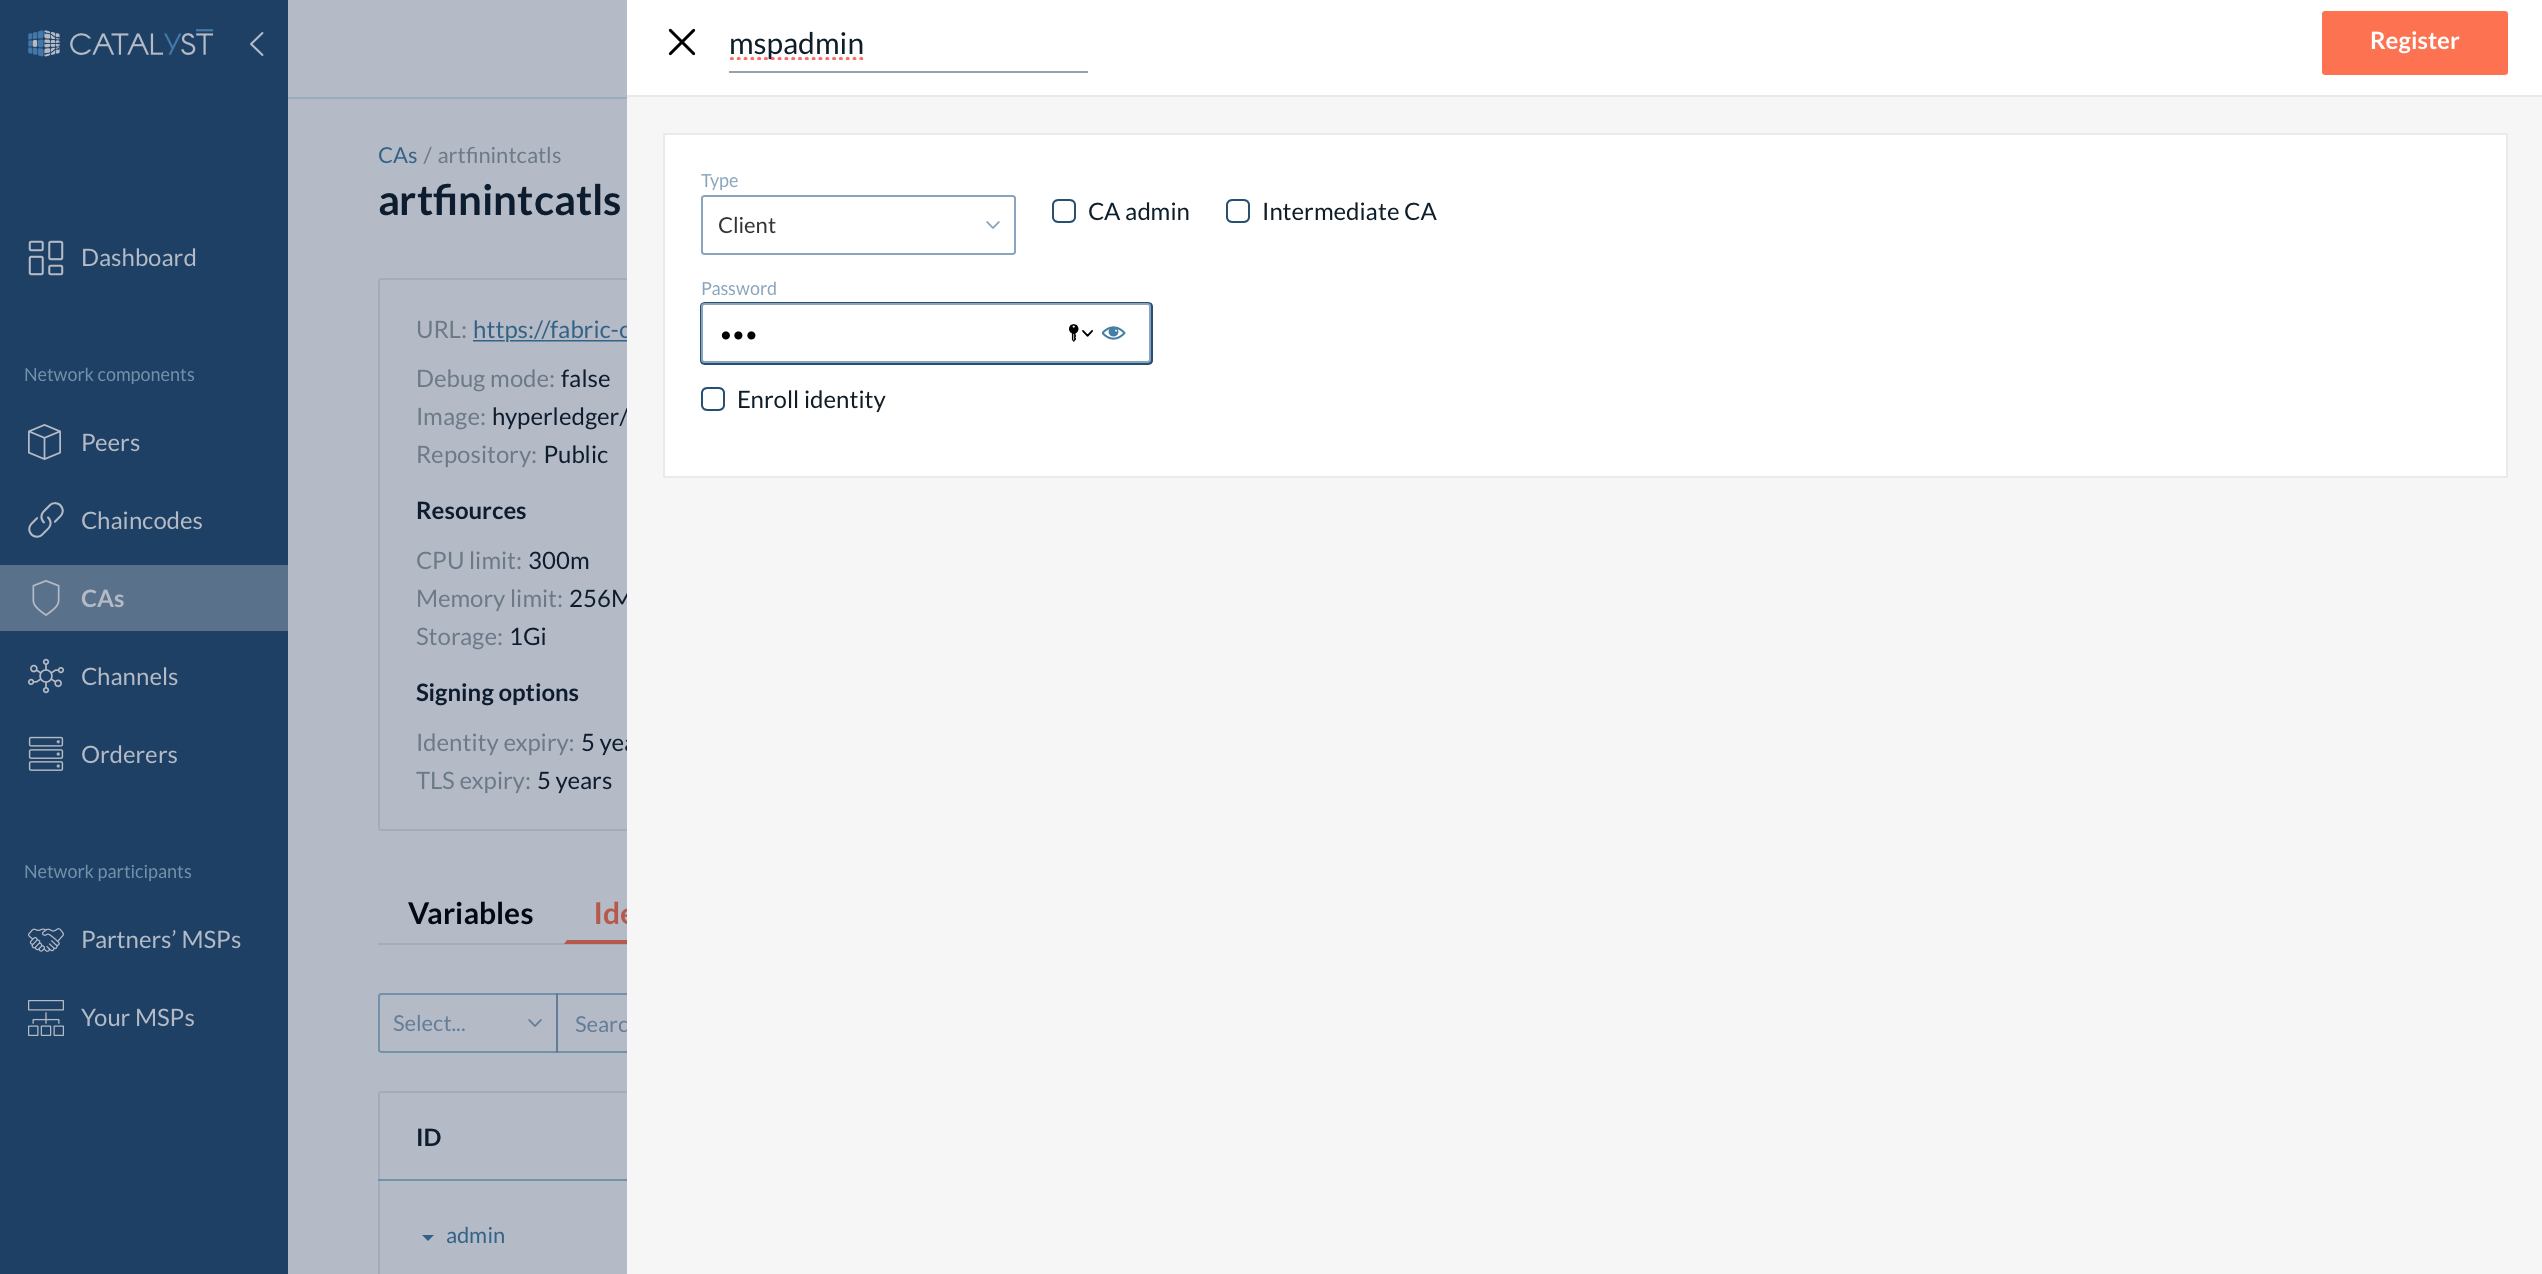 CATALYST
Dashboard
Network components
Peers
Chaincodes
CAs
Channels
Orderers
Network participants
Partners’ MSPs
Your MSPs
CAs / artfinintcatls
artfinintcatls
URL: https://fabric-c
Debug mode: false
Image: hyperledger/
Repository: Public
Resources
CPU limit: 300m
Memory limit: 256M
Storage: 1Gi
Signing options
Identity expiry: 5 yea
TLS expiry: 5 years
Variables Ide
Select... Searc
ID
admin
mspadmin
Register
Type
Client
CA admin
Intermediate CA
Password
Enroll identity